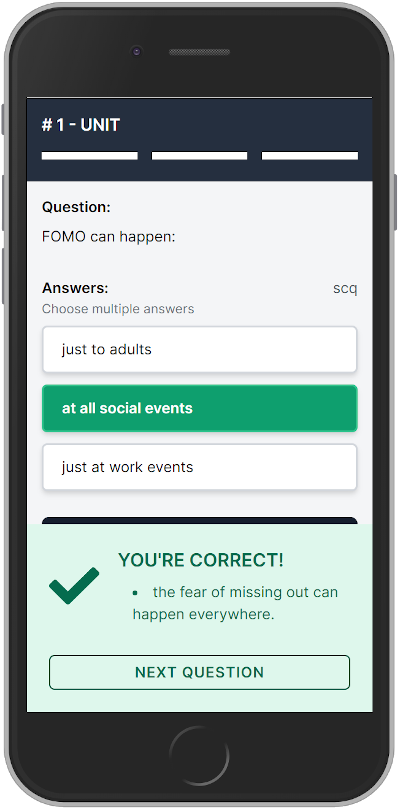 # 1 - UNIT
Question:
FOMO can happen:
Answers:
scq
Choose multiple answers
just to adults
at all social events
just at work events
YOU'RE CORRECT!
• the fear of missing out can
happen everywhere.
NEXT QUESTION